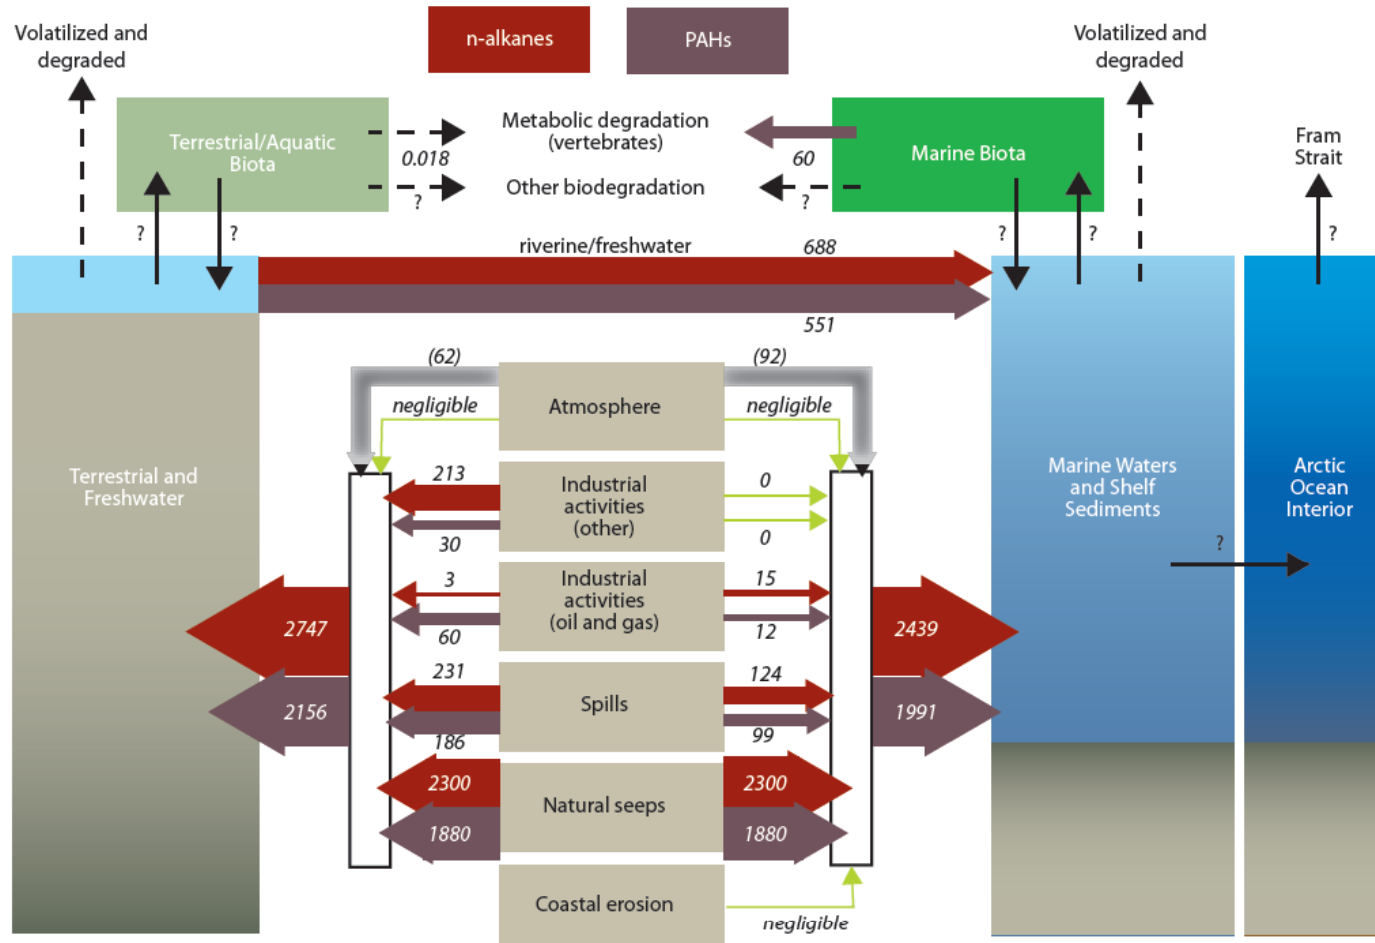 Volatilized and
degraded
n-alkanes
PAHs
Volatilized and
degraded
Terrestrial/Aquatic
Biota
Metabolic degradation
(vertebrates)
0.018
60
Other biodegradation
?
?
Marine Biota
Fram
Strait
?
?
?
?
?
riverine/freshwater
688
551
(62)
(92)
Atmosphere
negligible
negligible
Terrestrial and
Freshwater
Marine Waters
and Shelf
Sediments
Arctic
Ocean
Interior
213
Industrial
activities
(other)
0
30
0
?
3
Industrial
activities
(oil and gas)
15
60
12
2747
2439
2156
1991
231
Spills
124
186
99
2300
Natural seeps
2300
1880
1880
Coastal erosion
negligible